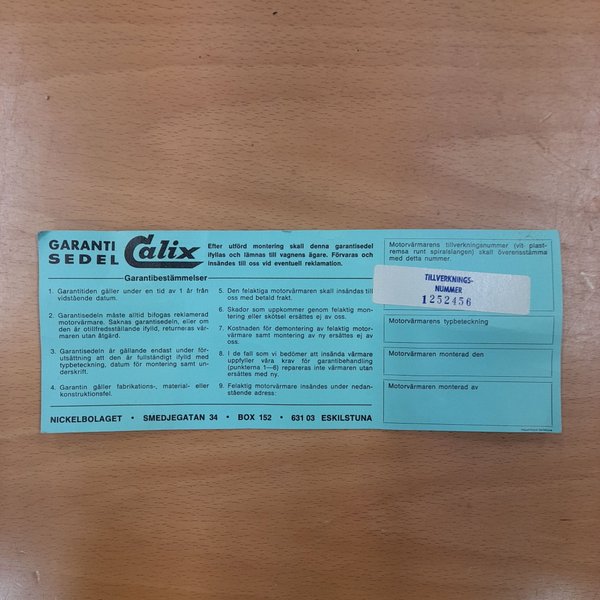 GARANTI
SEDEL
Calix
Efter utförd montering skall denna garantisedel
ifyllas och lämnas till vagnens ägare. Förvaras och
insändes till oss vid eventuell reklamation.
Garantibestämmelser
1. Garantitiden gäller under en tid av 1 år från
vidstående datum.
2. Garantisedeln måste alltid bifogas reklamerad
motorvärmare. Saknas garantisedeln, eller om
den är otillfredsställande ifylld, returneras vär-
maren utan åtgärd.
3. Garantisedeln är gällande endast under för-
utsättning att den är fullständigt ifylld med
typbeteckning, datum för montering samt un-
derskrift.
4. Garantin gäller fabrikations-, material- eller
konstruktionsfel.
5. Den felaktiga motorvärmaren skall insändas till
oss med betald frakt.
6. Skador som uppkommer genom felaktig mon-
tering eller skötsel ersättes ej av oss.
7. Kostnaden för demontering av felaktig motor-
värmare samt montering av ny ersättes ej av
oss.
8. I de fall som vi bedömer att insända värmare
uppfyller våra krav för garantibehandling
(punkterna 1—6) repareras inte värmaren utan
ersättes med ny.
9. Felaktig motorvärmare insändes under nedan-
stående adress:
NICKELBOLAGET • SMEDJEGATAN 34 • BOX 152 • 631 03 ESKILSTUNA
Motorvärmarens tillverkningsnummer (vit- plast-
remsa runt spiralslangen) skall överensstämma
med detta nummer.
TILLVERKNINGS-
NUMMER
1252456
Motorvärmarens typbeteckning
Motorvärmaren monterad den
Motorvärmaren monterad av